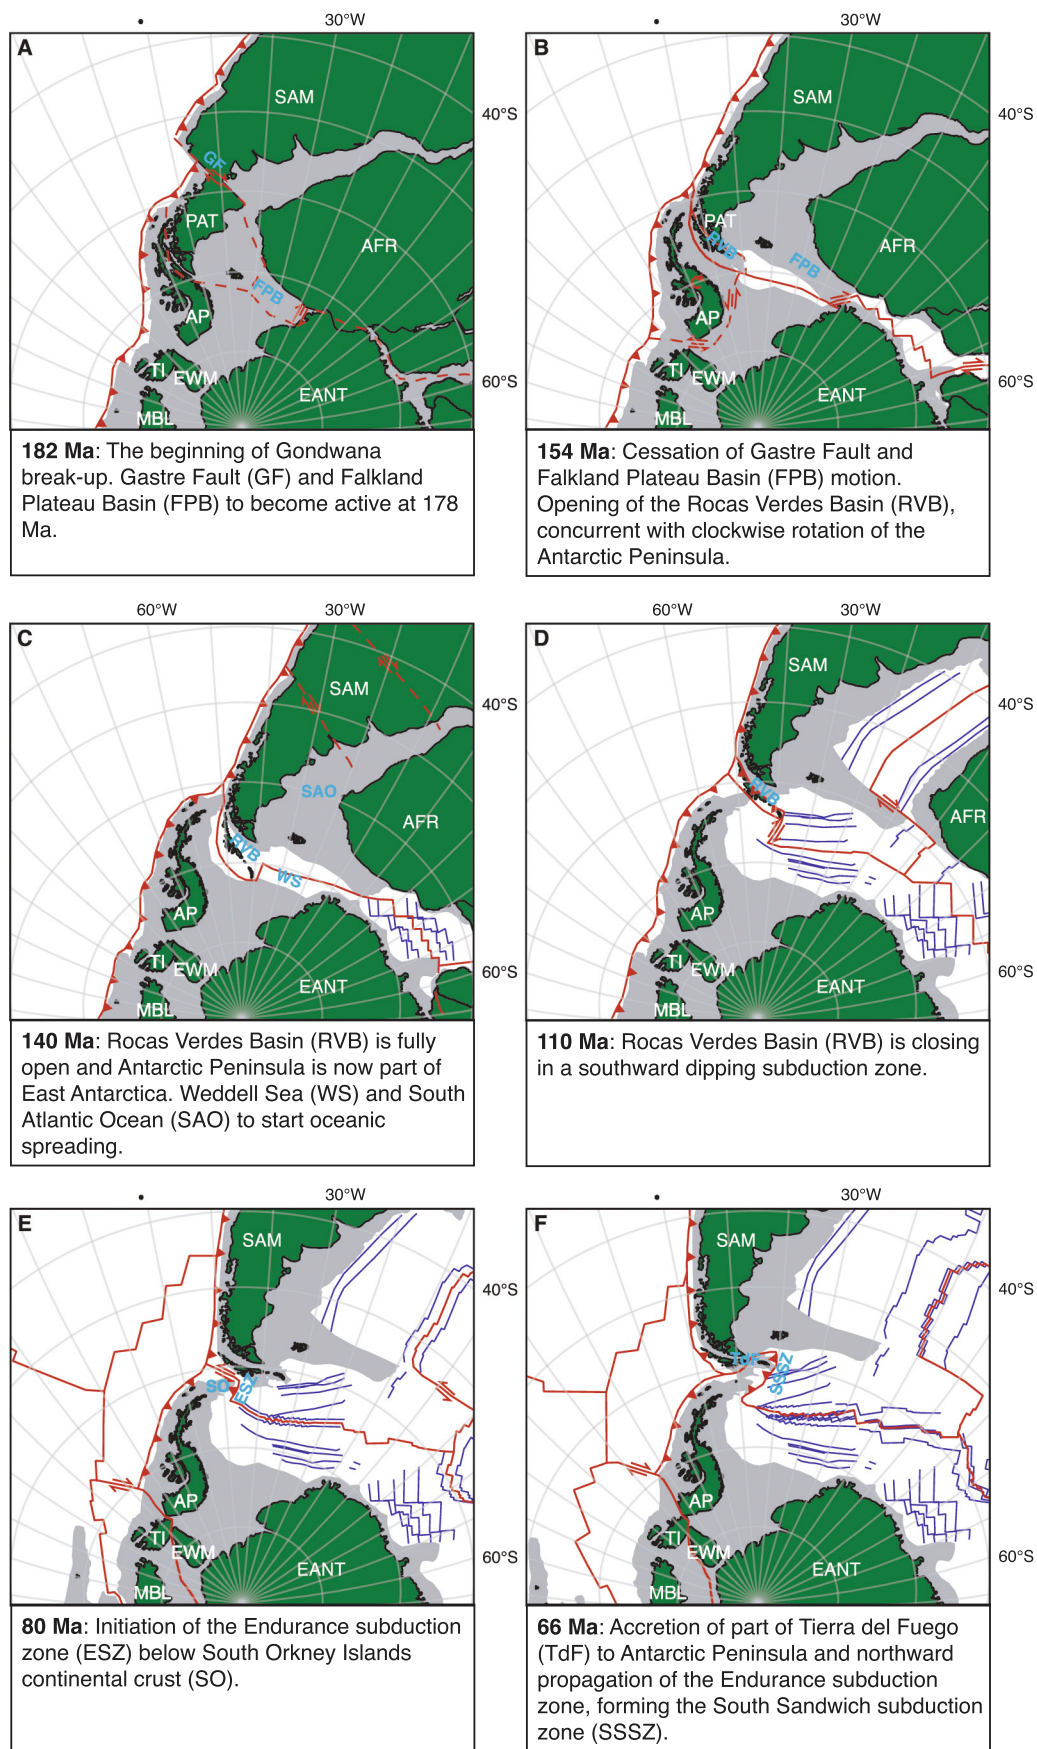 30°W
30°W
A
SAM
GF
PAT
AFR
FPB
AP
TI
EWM
EANT
MBL
B
SAM
40°S
PAT
RVB
FPB
AFR
AP
TI
EWM
EANT
MBL
40°S
60°S
60°S
182 Ma: The beginning of Gondwana
break-up. Gastre Fault (GF) and Falkland
Plateau Basin (FPB) to become active at 178
Ma.
154 Ma: Cessation of Gastre Fault and
Falkland Plateau Basin (FPB) motion.
Opening of the Rocas Verdes Basin (RVB),
concurrent with clockwise rotation of the
Antarctic Peninsula.
60°W
30°W
60°W
30°W
C
SAM
SAO
AFR
RVB
WS
AP
TI
EWM
EANT
MBL
40°S
60°S
D
SAM
RVB
AFR
AP
TI
EWM
EANT
MBL
40°S
60°S
140 Ma: Rocas Verdes Basin (RVB) is fully
open and Antarctic Peninsula is now part of
East Antarctica. Weddell Sea (WS) and South
Atlantic Ocean (SAO) to start oceanic
spreading.
110 Ma: Rocas Verdes Basin (RVB) is closing
in a southward dipping subduction zone.
30°W
30°W
E
SAM
SO
ESZ
AP
TI
EWM
EANT
MBL
40°S
60°S
F
SAM
TdF
SSSZ
AP
TI
EWM
EANT
MBL
40°S
60°S
80 Ma: Initiation of the Endurance subduction
zone (ESZ) below South Orkney Islands
continental crust (SO).
66 Ma: Accretion of part of Tierra del Fuego
(TdF) to Antarctic Peninsula and northward
propagation of the Endurance subduction
zone, forming the South Sandwich subduction
zone (SSSZ).